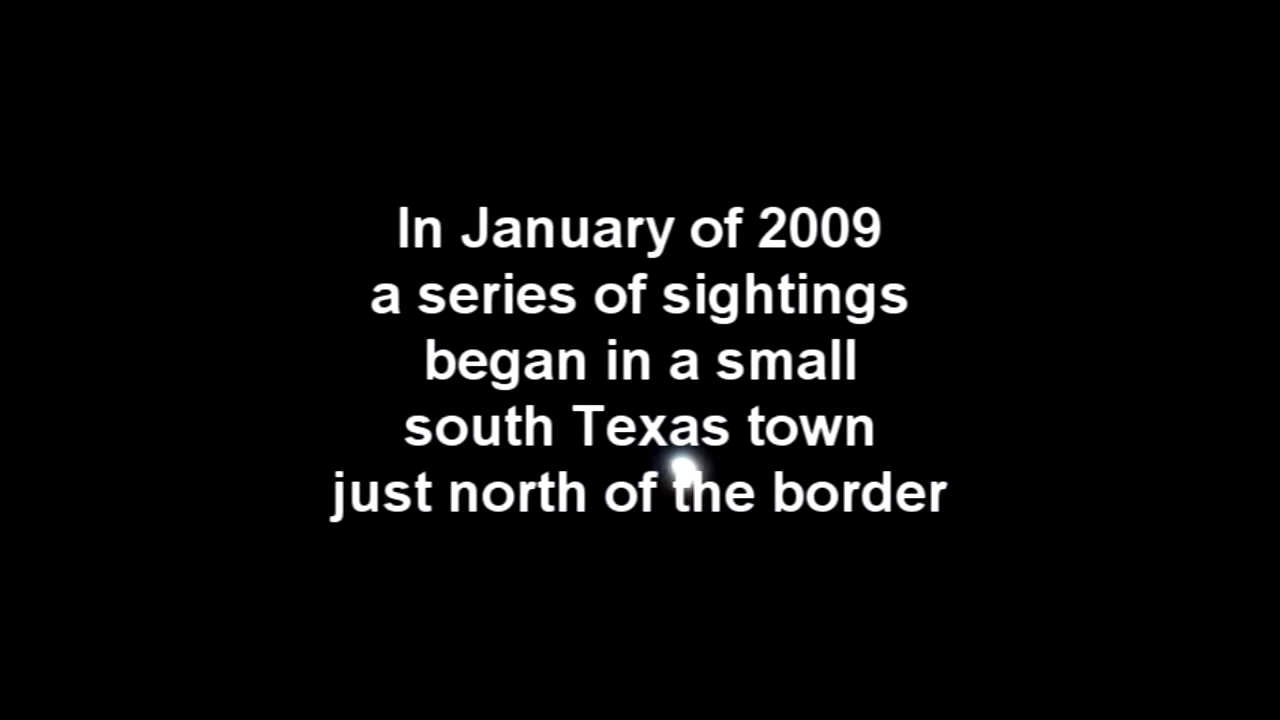 In January of 2009
a series of sightings
began in a small
south Texas town
just north of the border